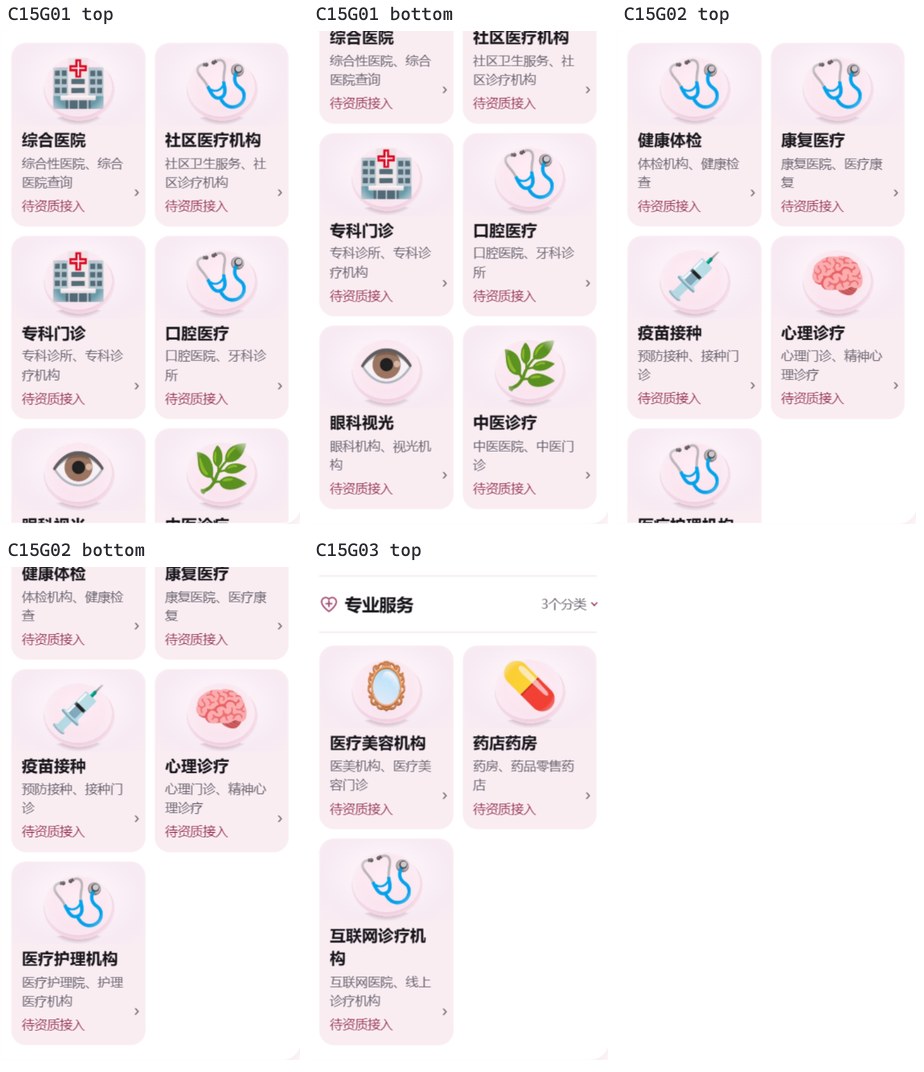 C15G01 top
综合医院
综合性医院、综合
医院查询
待资质接入
社区医疗机构
社区卫生服务、社
区诊疗机构
待资质接入
专科门诊
专科诊所、专科诊
疗机构
待资质接入
口腔医疗
口腔医院、牙科诊
所
待资质接入
眼科视光
中医诊疗
C15G01 bottom
综合医院
综合性医院、综合
医院查询
待资质接入
社区医疗机构
社区卫生服务、社
区诊疗机构
待资质接入
专科门诊
专科诊所、专科诊
疗机构
待资质接入
口腔医疗
口腔医院、牙科诊
所
待资质接入
眼科视光
眼科机构、视光机
构
待资质接入
中医诊疗
中医医院、中医门
诊
待资质接入
C15G02 top
健康体检
体检机构、健康检
查
待资质接入
康复医疗
康复医院、医疗康
复
待资质接入
疫苗接种
预防接种、接种门
诊
待资质接入
心理诊疗
心理门诊、精神心
理诊疗
待资质接入
医疗护理机构
C15G02 bottom
健康体检
体检机构、健康检
查
待资质接入
康复医疗
康复医院、医疗康
复
待资质接入
疫苗接种
预防接种、接种门
诊
待资质接入
心理诊疗
心理门诊、精神心
理诊疗
待资质接入
医疗护理机构
医疗护理院、护理
医疗机构
待资质接入
C15G03 top
专业服务
3个分类
医疗美容机构
医美机构、医疗美
容门诊
待资质接入
药店药房
药房、药品零售药
店
待资质接入
互联网诊疗机
构
互联网医院、线上
诊疗机构
待资质接入